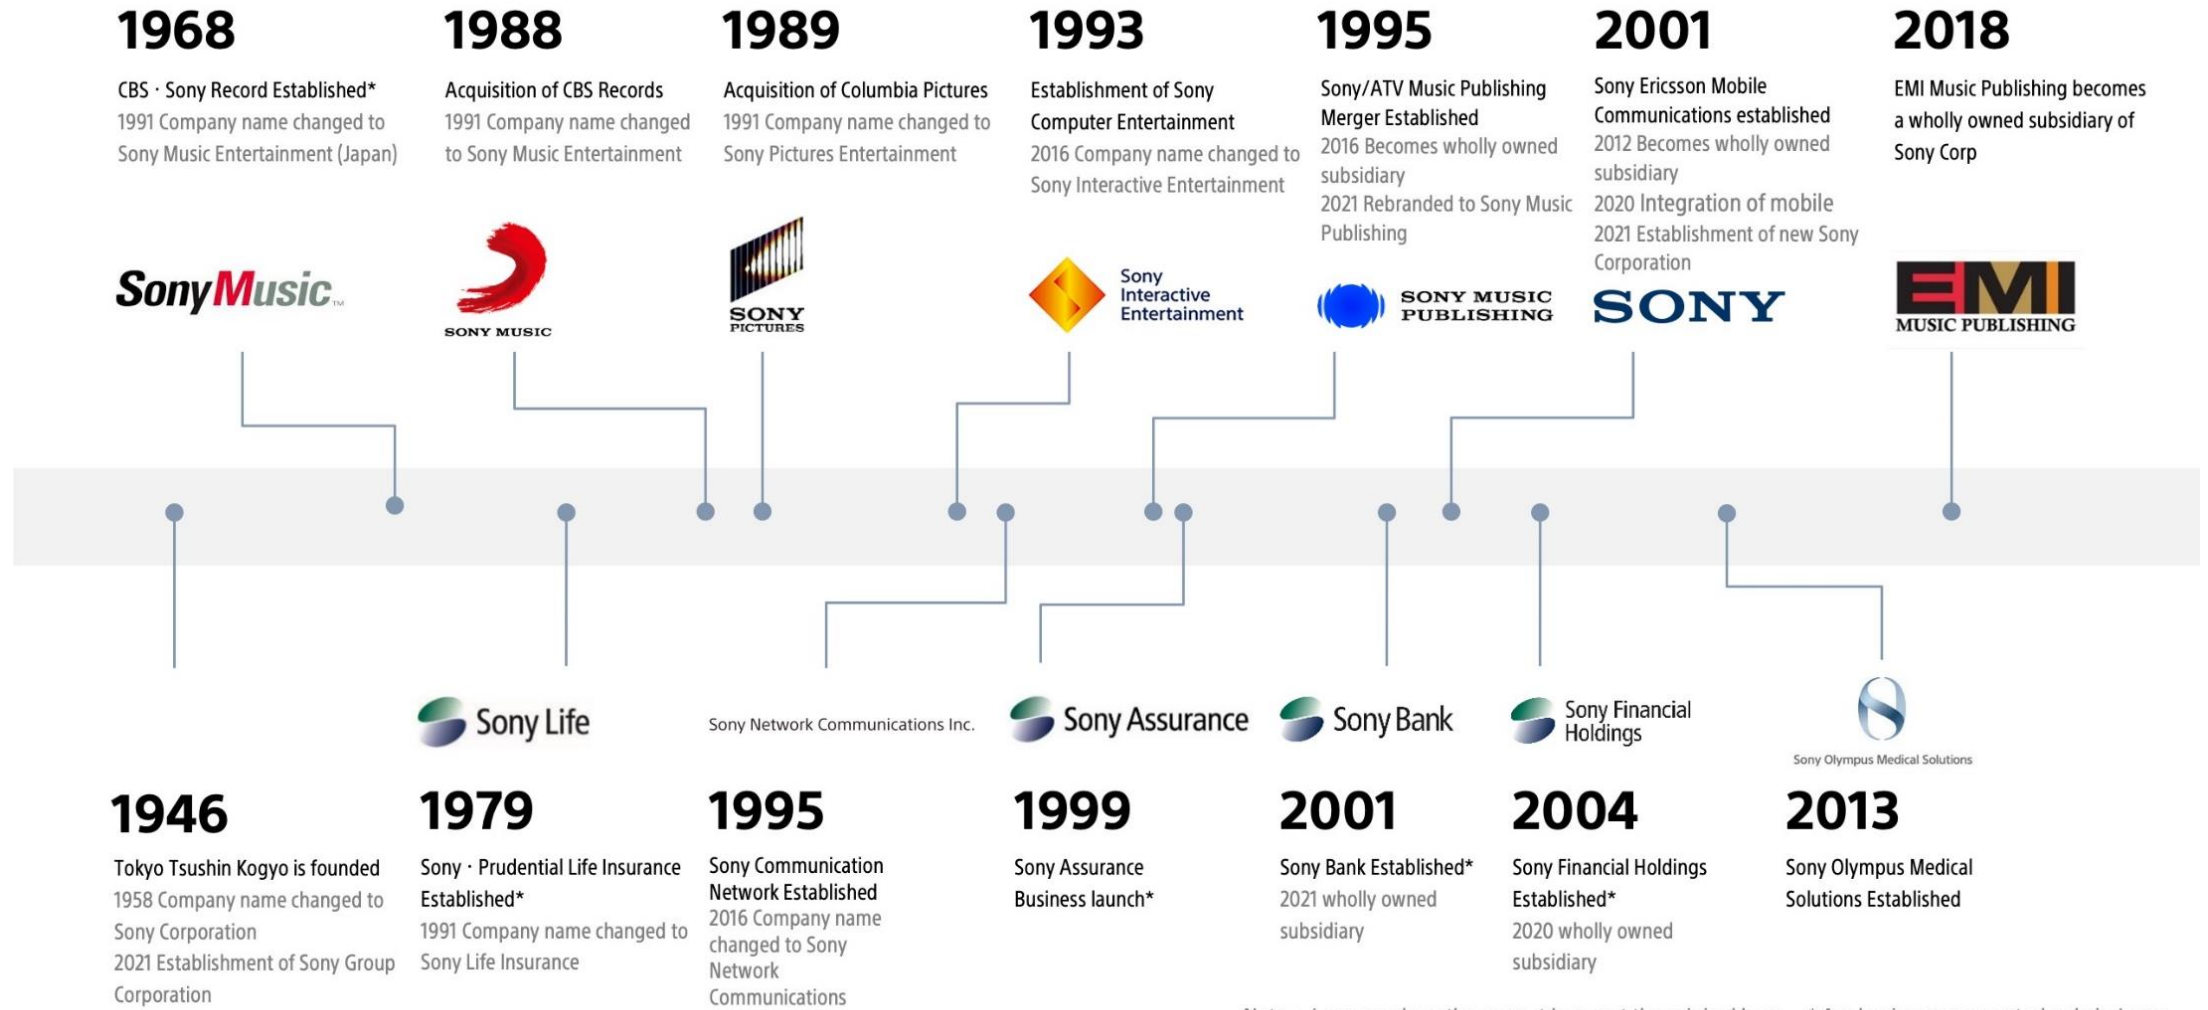 1968
CBS · Sony Record Established*
1991 Company name changed to
Sony Music Entertainment (Japan)
SonyMusic™
1988
Acquisition of CBS Records
1991 Company name changed
to Sony Music Entertainment
SONY MUSIC
1989
Acquisition of Columbia Pictures
1991 Company name changed to
Sony Pictures Entertainment
SONY
PICTURES
1993
Establishment of Sony
Computer Entertainment
2016 Company name changed to
Sony Interactive Entertainment
Sony
Interactive
Entertainment
1995
Sony/ATV Music Publishing
Merger Established
2016 Becomes wholly owned
subsidiary
2021 Rebranded to Sony Music
Publishing
SONY MUSIC
PUBLISHING
2001
Sony Ericsson Mobile
Communications established
2012 Becomes wholly owned
subsidiary
2020 Integration of mobile
2021 Establishment of new Sony
Corporation
SONY
2018
EMI Music Publishing becomes
a wholly owned subsidiary of
Sony Corp
EMI
MUSIC PUBLISHING
1946
Tokyo Tsushin Kogyo is founded
1958 Company name changed to
Sony Corporation
2021 Establishment of Sony Group
Corporation
Sony Life
1979
Sony · Prudential Life Insurance
Established*
1991 Company name changed to
Sony Life Insurance
Sony Network Communications Inc.
1995
Sony Communication
Network Established
2016 Company name
changed to Sony
Network
Communications
Sony Assurance
1999
Sony Assurance
Business launch*
Sony Bank
2001
Sony Bank Established*
2021 wholly owned
subsidiary
Sony Financial
Holdings
2004
Sony Financial Holdings
Established*
2020 wholly owned
subsidiary
Sony Olympus Medical Solutions
2013
Sony Olympus Medical
Solutions Established